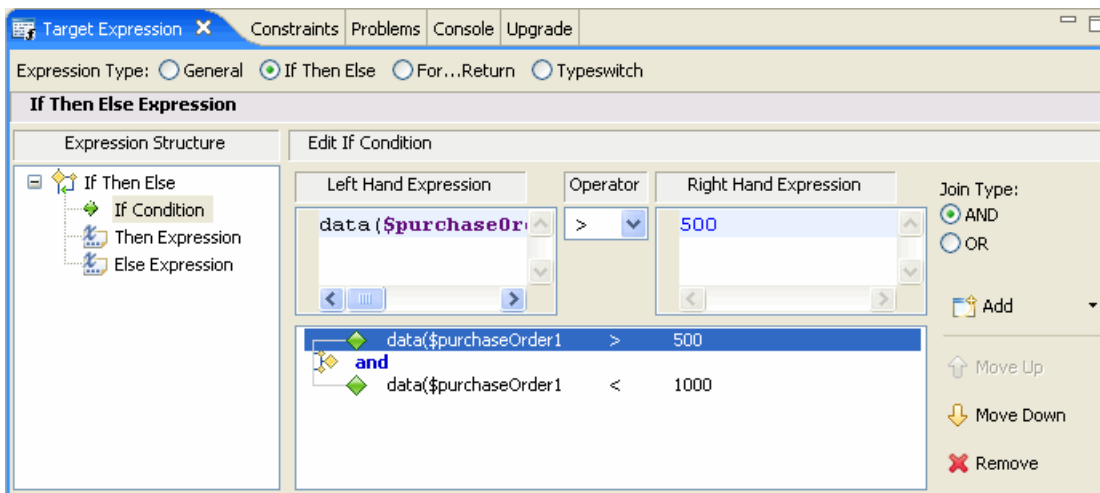 Target Expression Constraints Problems Console Upgrade
Expression Type: General If Then Else For...Return Typeswitch
If Then Else Expression
Expression Structure Edit If Condition
If Then Else
If Condition
Then Expression
Else Expression
Left Hand Expression Operator Right Hand Expression
data($purchaseOr > 500
Join Type:
AND
OR
Add
data($purchaseOrder1 > 500
and
data($purchaseOrder1 < 1000
Move Up
Move Down
Remove